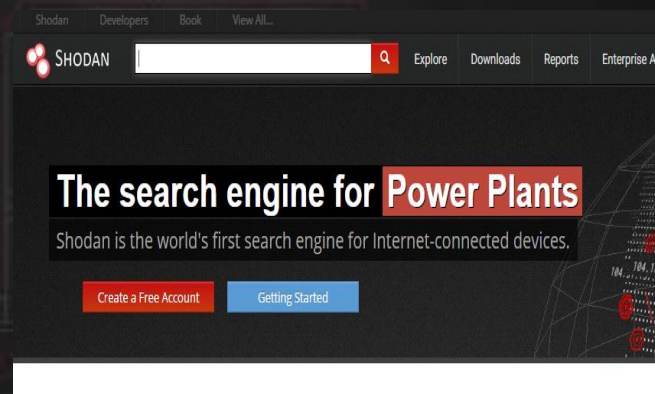 Shodan Developers Book View All...
SHODAN Explore Downloads Reports Enterprise A
The search engine for Power Plants
Shodan is the world's first search engine for Internet-connected devices.
Create a Free Account Getting Started